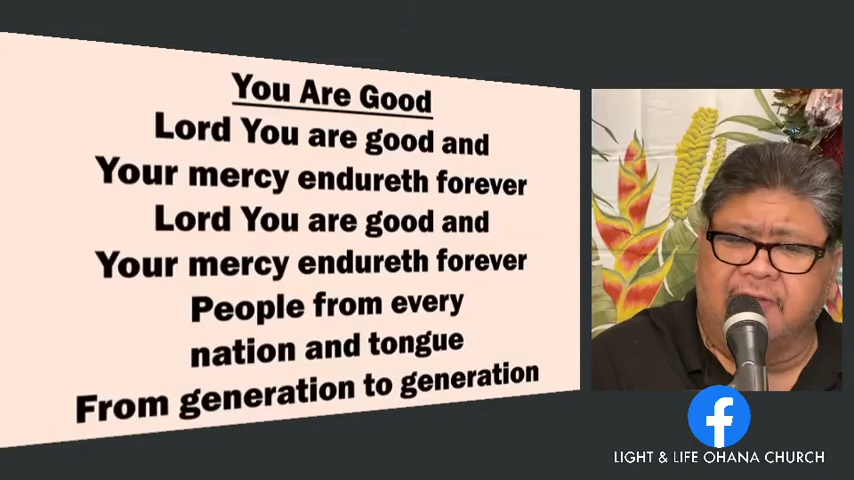 You Are Good
Lord You are good and
Your mercy endureth forever
Lord You are good and
Your mercy endureth forever
People from every
nation and tongue
From generation to generation
LIGHT & LIFE OHANA CHURCH